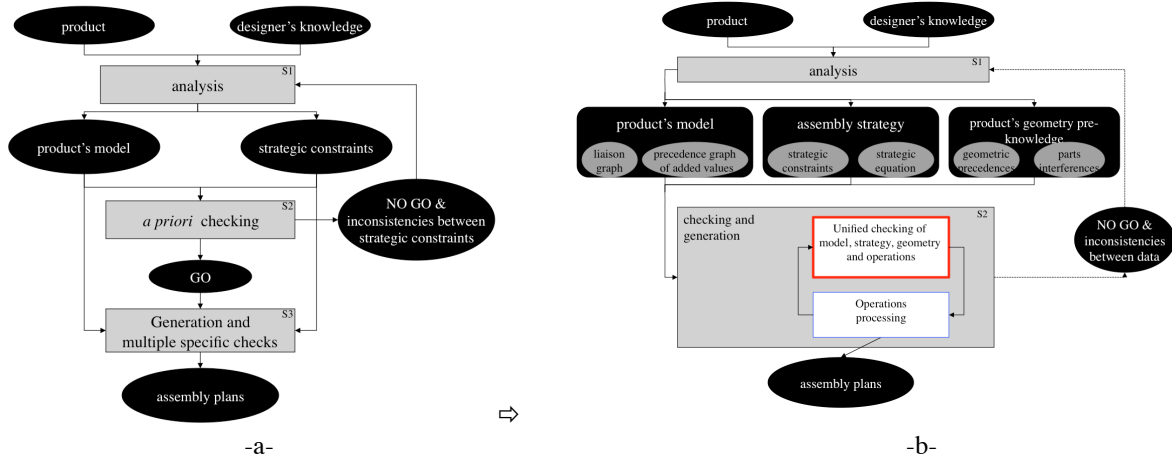 product
designer's knowledge
S1
analysis
product's model
strategic constraints
S2
a priori checking
NO GO &
inconsistencies between
strategic constraints
GO
S3
Generation and
multiple specific checks
assembly plans
-a-
⇨
product
designer's knowledge
S1
analysis
product's model
liaison
graph
precedence graph
of added values
assembly strategy
strategic
constraints
strategic
equation
product's geometry pre-
knowledge
geometric
precedences
parts
interferences
S2
checking and
generation
Unified checking of
model, strategy, geometry
and operations
Operations
processing
NO GO &
inconsistencies
between data
assembly plans
-b-